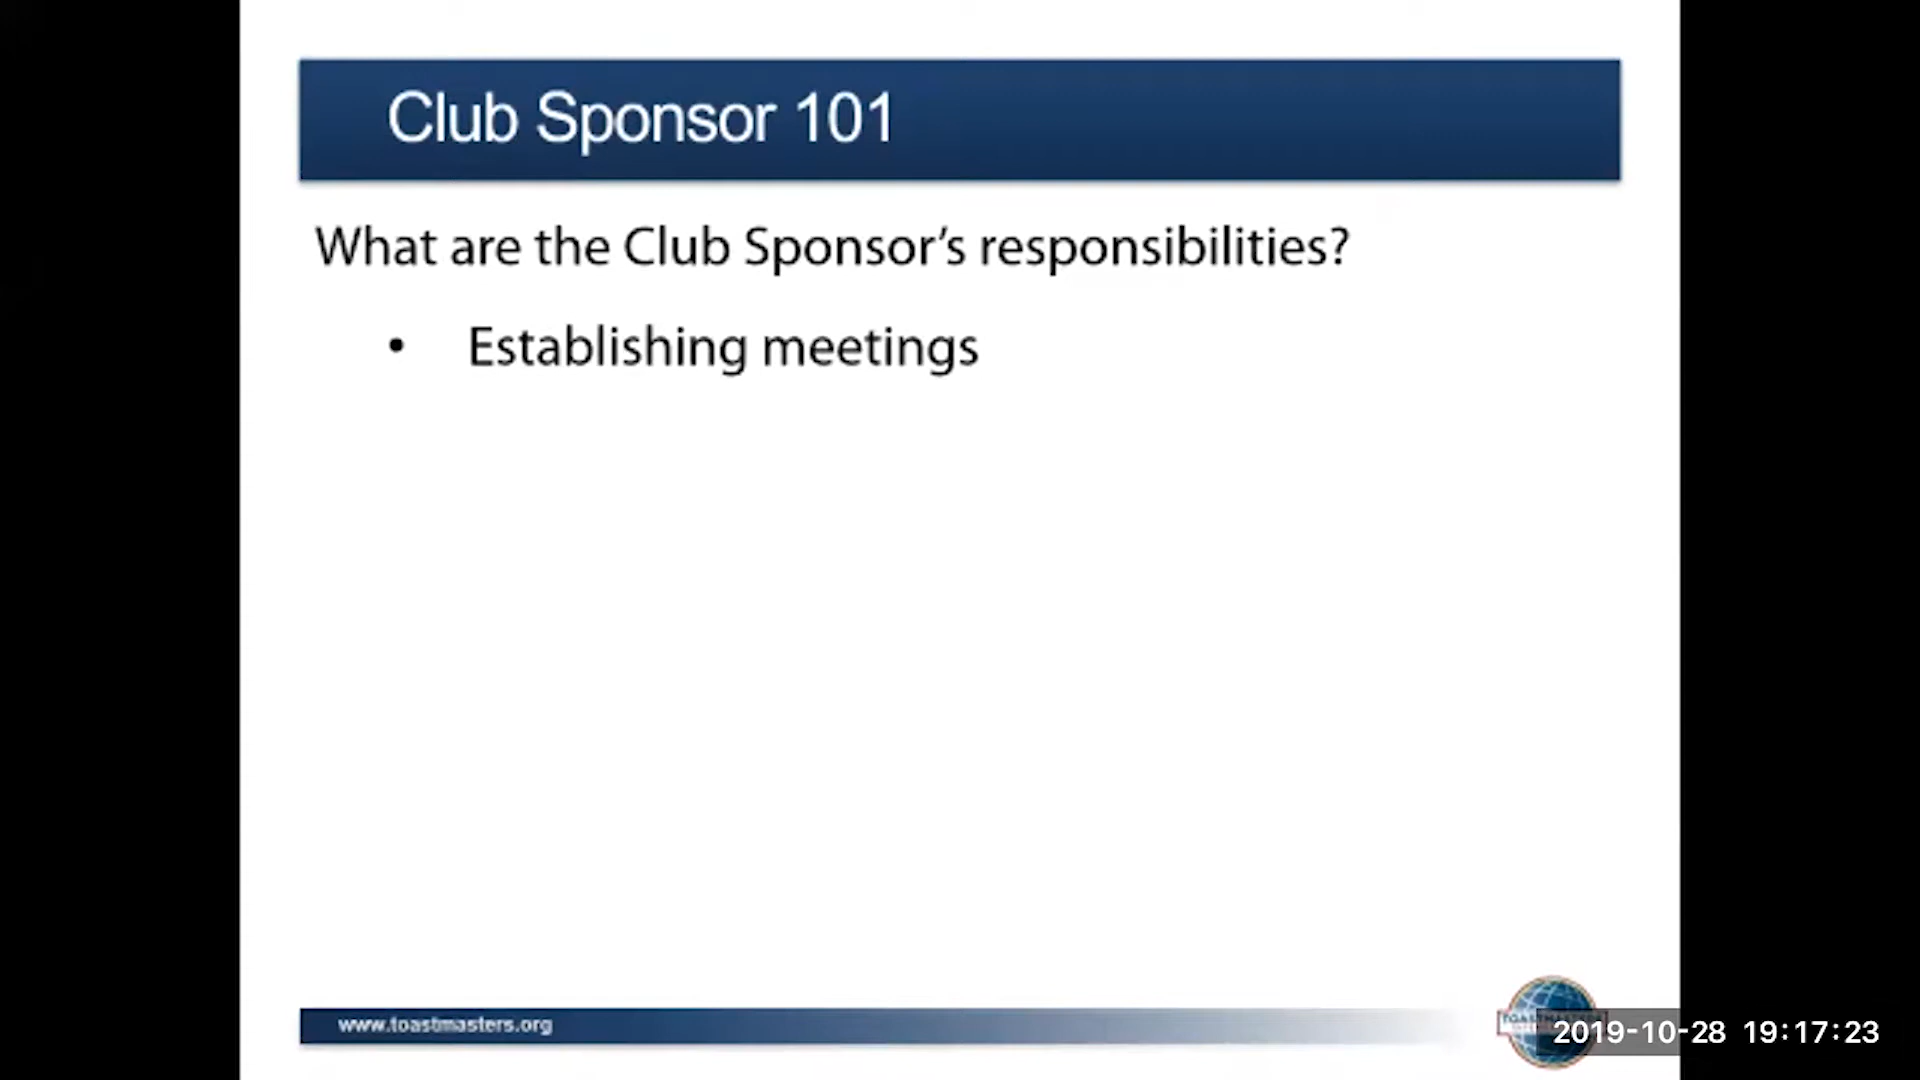 Club Sponsor 101
What are the Club Sponsor's responsibilities?
• Establishing meetings
www.toastmasters.org
TOASTMASTERS
2019-10-28 19:17:23